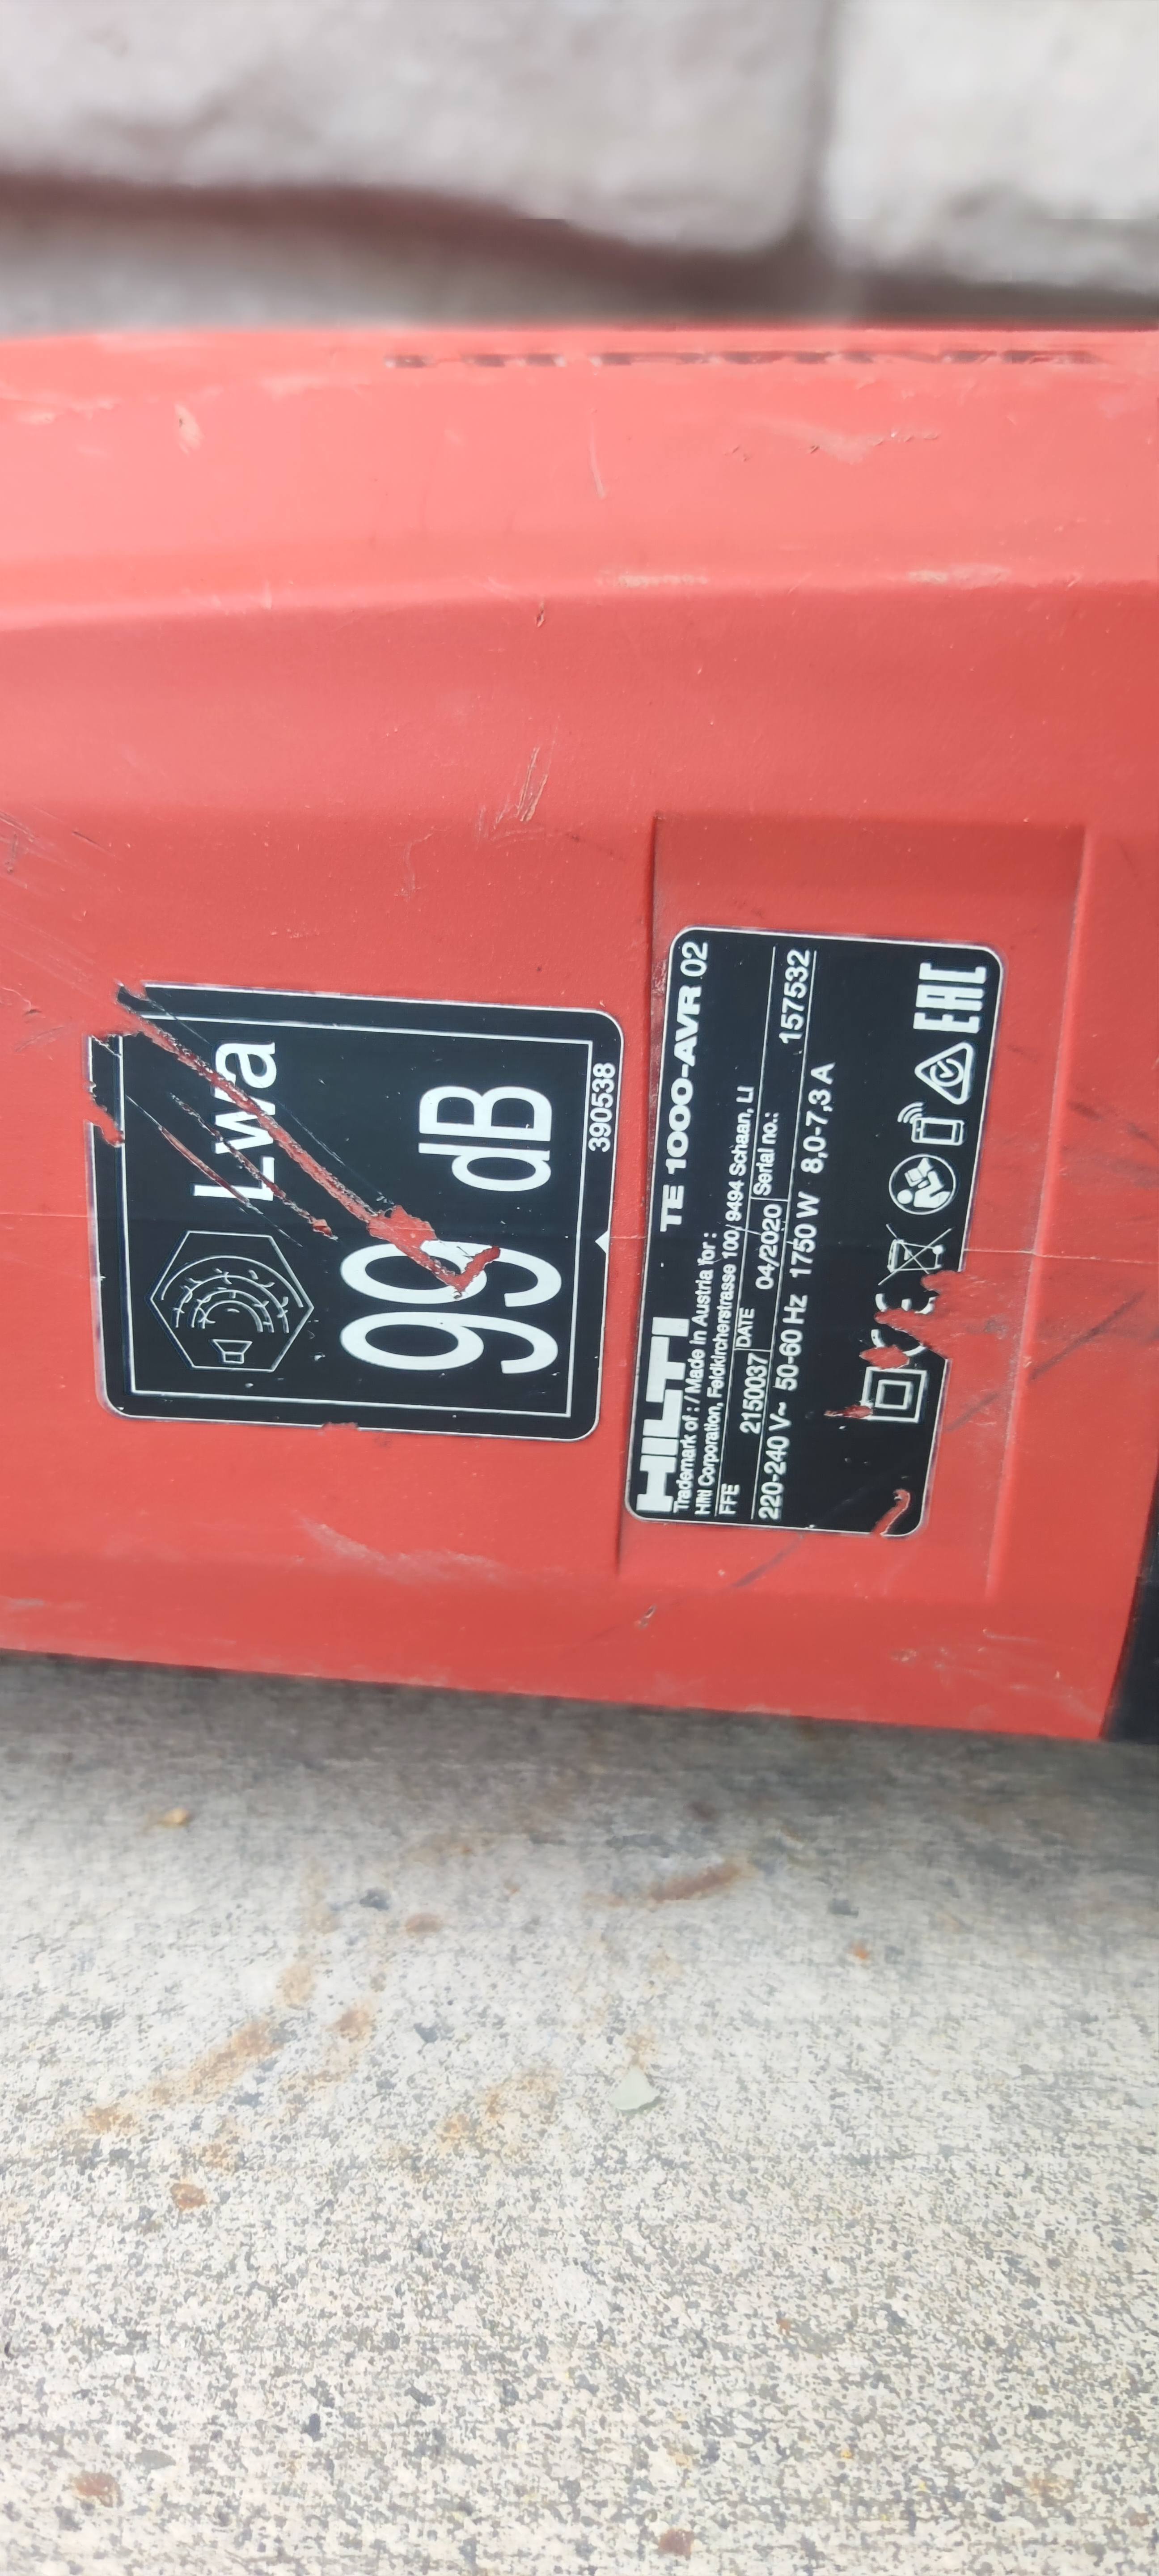 Lwa
99 dB
390538
HILTI TE 1000-AVR 02
Trademark of : / Made in Austria for :
Hilti Corporation, Feldkircherstrasse 100, 9494 Schaan, LI
FFE 2150037 DATE 04/2020 Serial no.: 157532
220-240 V~ 50-60 Hz 1750 W 8,0-7,3 A
CE EAC